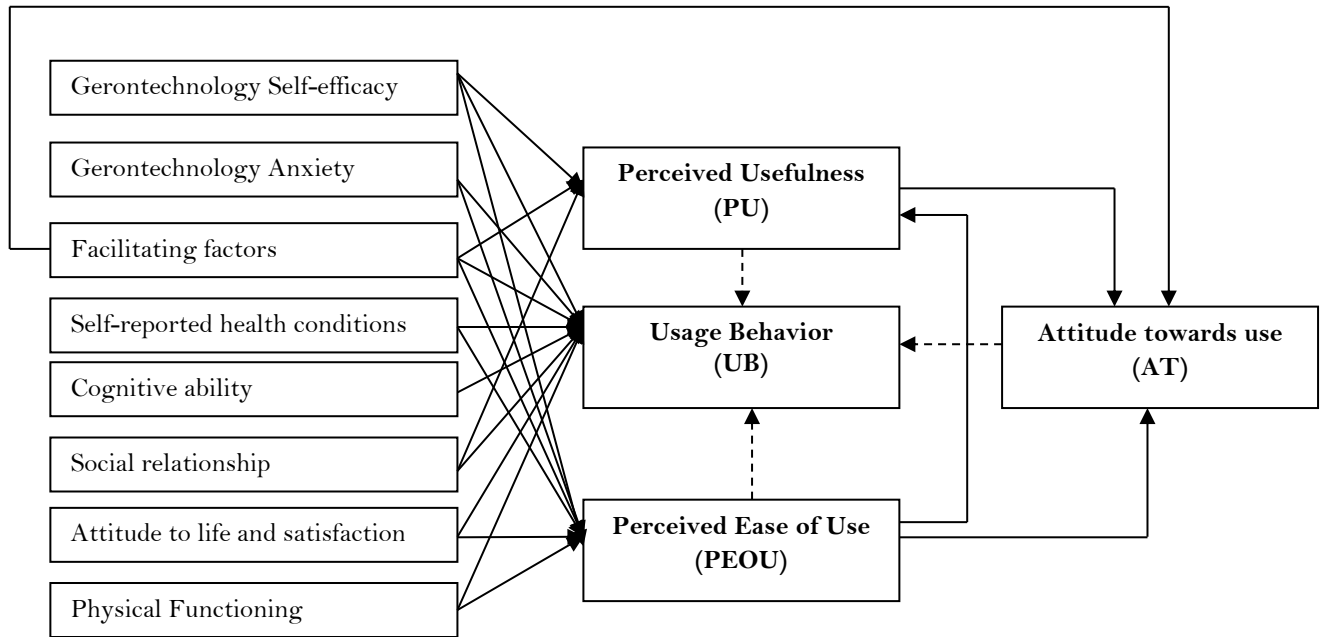 Gerontechnology Self-efficacy
Gerontechnology Anxiety
Facilitating factors
Self-reported health conditions
Cognitive ability
Social relationship
Attitude to life and satisfaction
Physical Functioning
Perceived Usefulness
(PU)
Usage Behavior
(UB)
Perceived Ease of Use
(PEOU)
Attitude towards use
(AT)